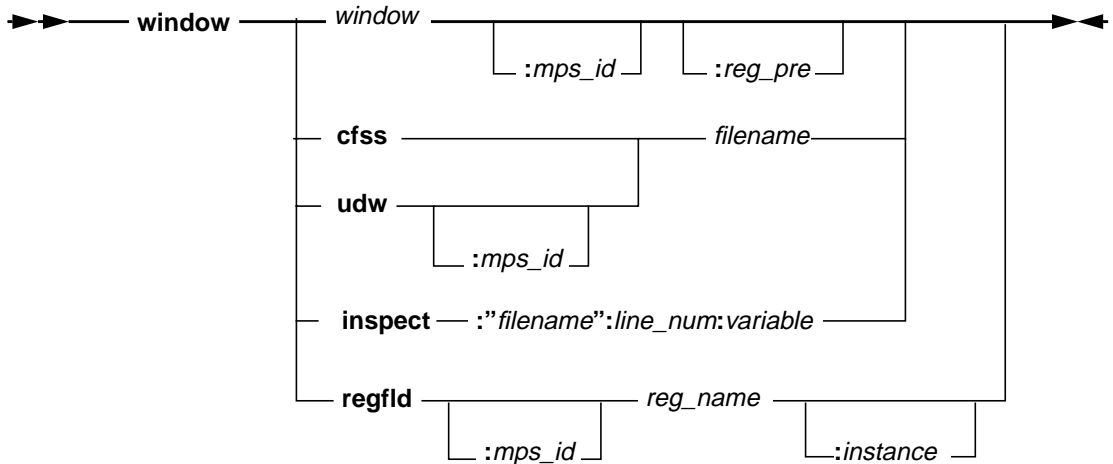 window window
:mps_id :reg_pre
cfss filename
udw
:mps_id
inspect :”filename”:line_num:variable
regfld reg_name
:mps_id :instance